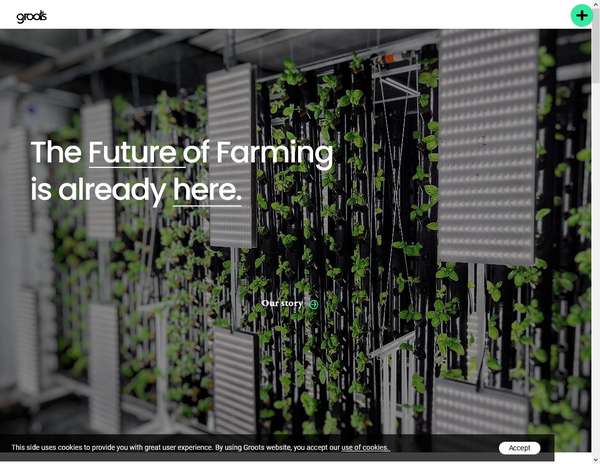 groots
The Future of Farming
is already here.
Our story
This side uses cookies to provide you with great user experience. By using Groots website, you accept our use of cookies.
Accept